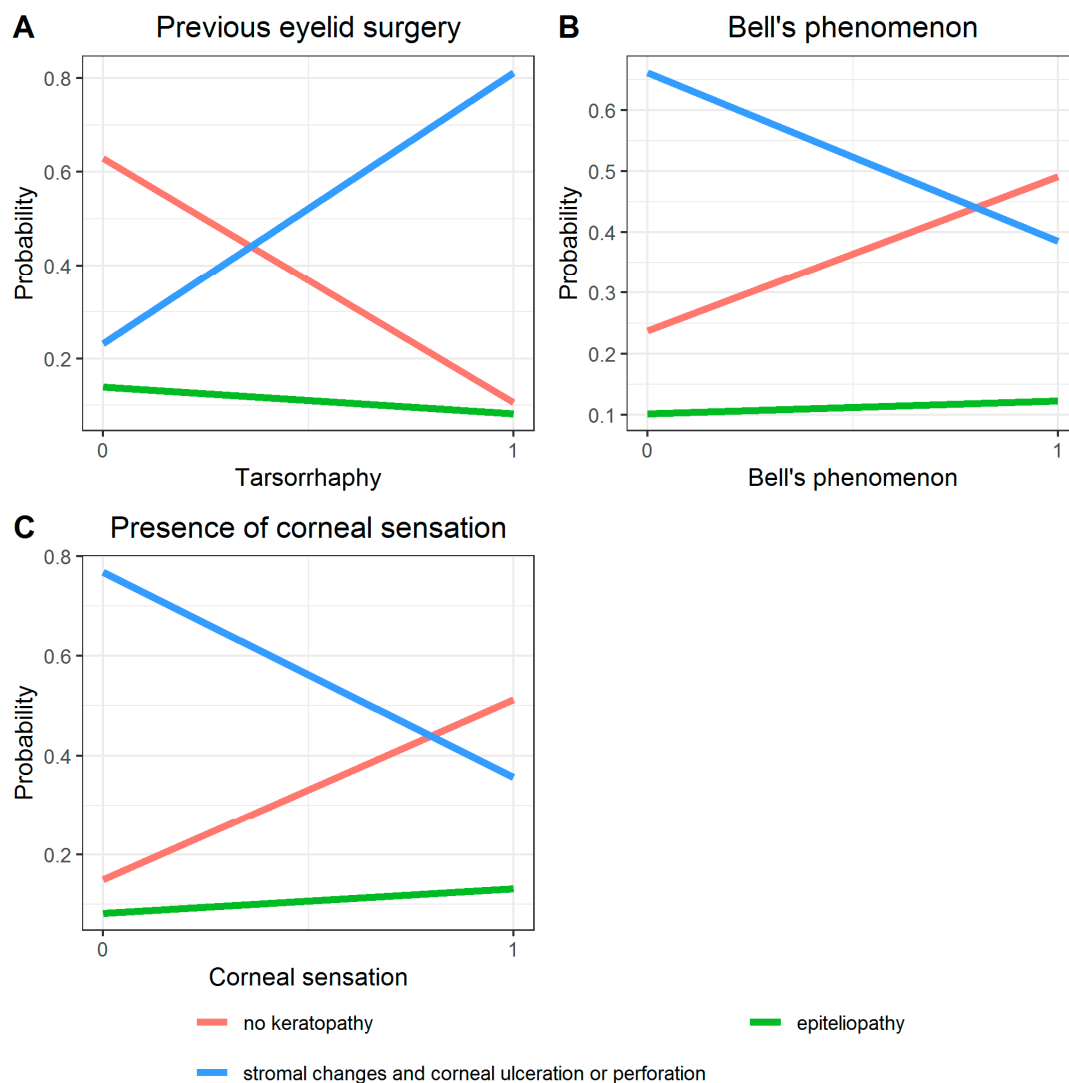 A Previous eyelid surgery
0.8
0.6
0.4
0.2
Probability
0 1
Tarsorrhaphy
B Bell's phenomenon
0.6
0.5
0.4
0.3
0.2
0.1
Probability
0 1
Bell's phenomenon
C Presence of corneal sensation
0.8
0.6
0.4
0.2
Probability
0 1
Corneal sensation
no keratopathy
epiteliopathy
stromal changes and corneal ulceration or perforation